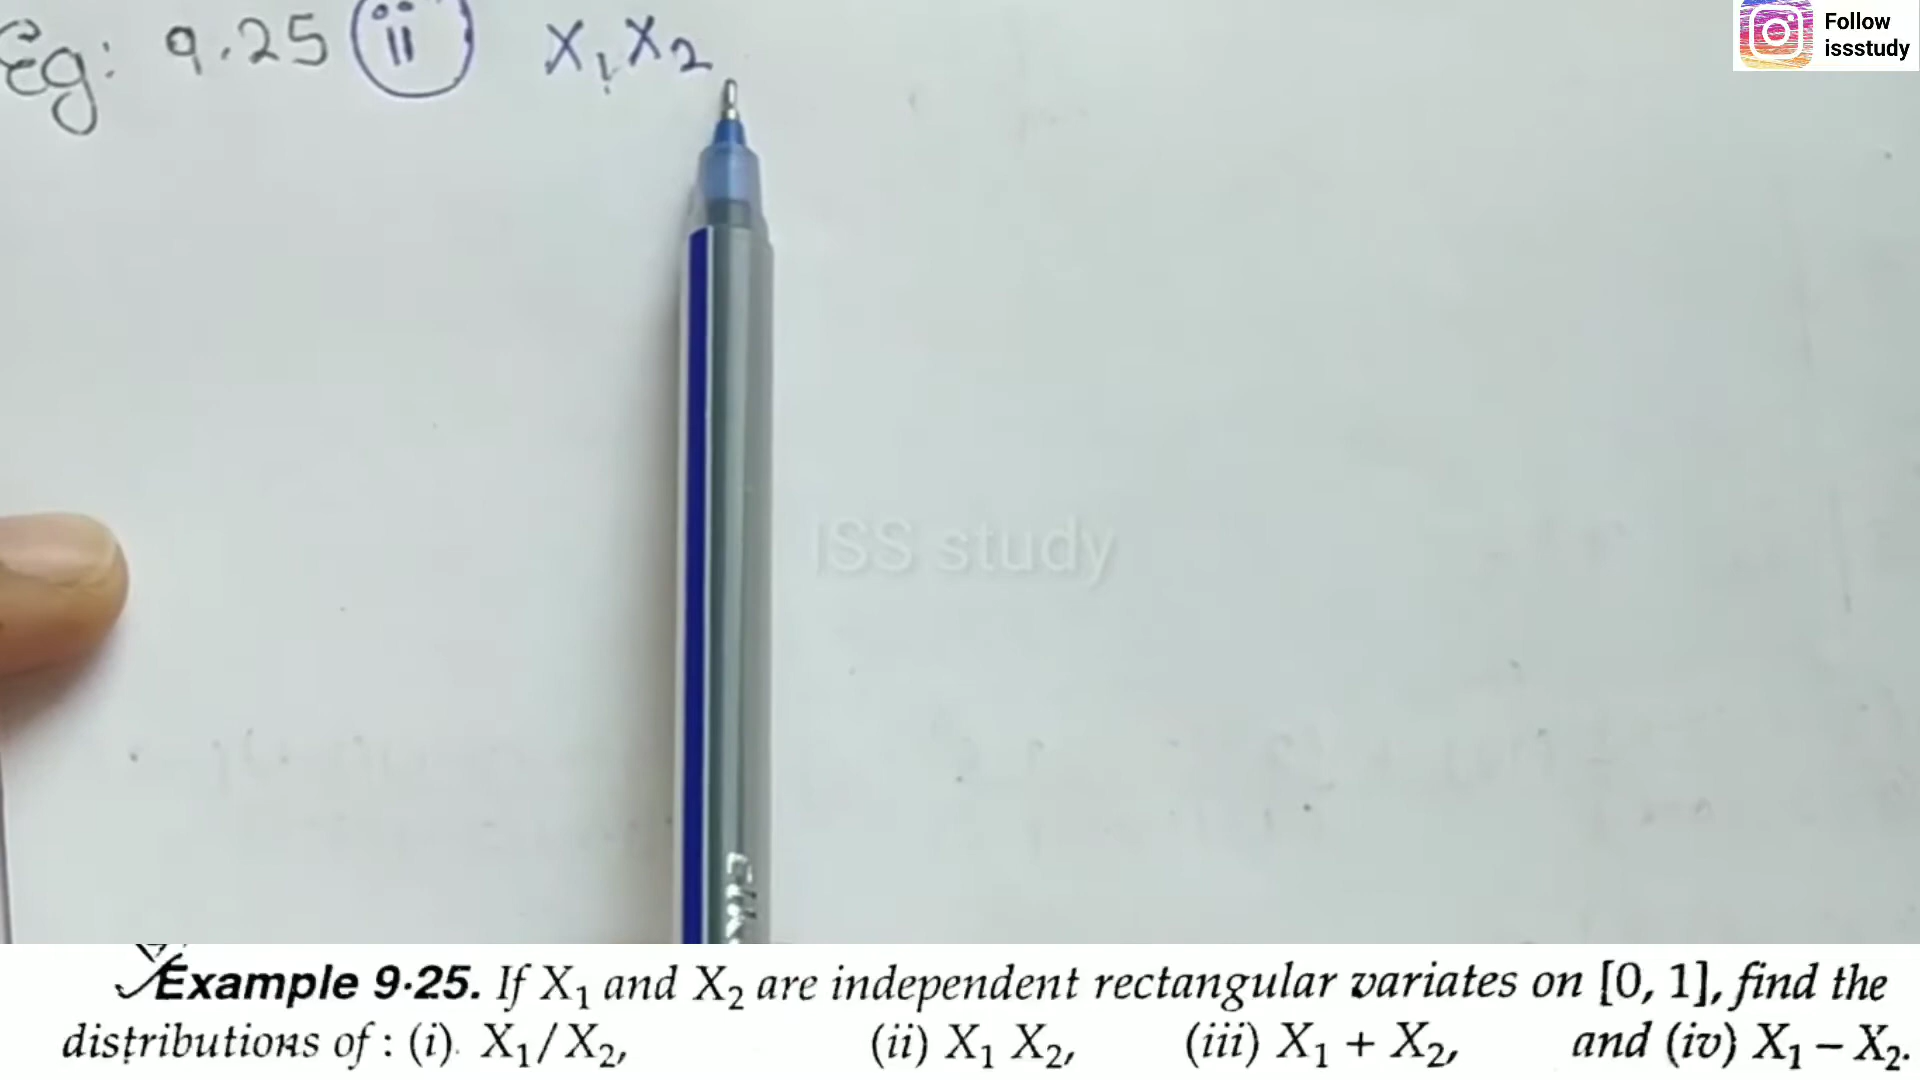 Eg: 9.25 (ii) X₁X₂
Follow
issstudy
ISS study
Example 9·25. If X₁ and X₂ are independent rectangular variates on [0, 1], find the
distributions of : (i) X₁/X₂, (ii) X₁ X₂, (iii) X₁ + X₂, and (iv) X₁ – X₂.